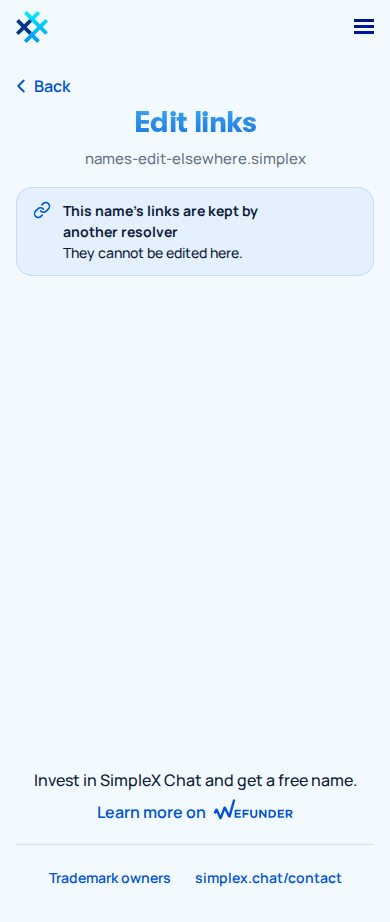 Back
Edit links
names-edit-elsewhere.simplex
This name's links are kept by
another resolver
They cannot be edited here.
Invest in SimpleX Chat and get a free name.
Learn more on WEFUNDER
Trademark owners simplex.chat/contact